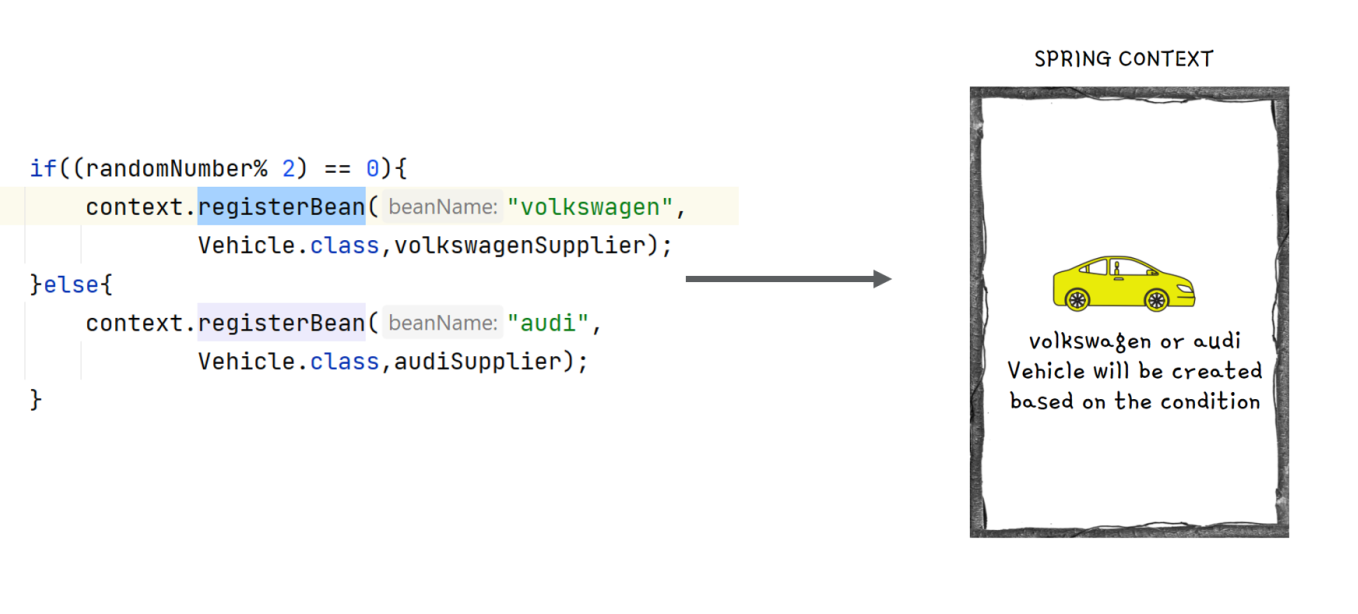 if((randomNumber% 2) == 0){
context.registerBean( beanName: "volkswagen",
Vehicle.class,volkswagenSupplier);
}else{
context.registerBean( beanName: "audi",
Vehicle.class,audiSupplier);
}
SPRING CONTEXT
volkswagen or audi
Vehicle will be created
based on the condition